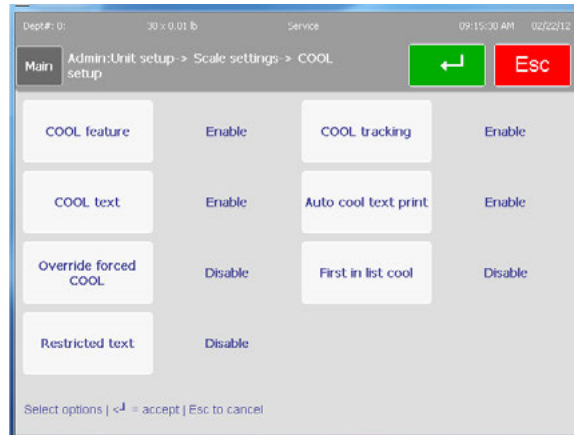 Dept#: 0: 30 x 0.01 lb Service 09:15:30 AM 02/22/12
Main Admin:Unit setup-> Scale settings-> COOL
setup
Esc
COOL feature Enable COOL tracking Enable
COOL text Enable Auto cool text print Enable
Override forced
COOL Disable First in list cool Disable
Restricted text Disable
Select options | <┘ = accept | Esc to cancel